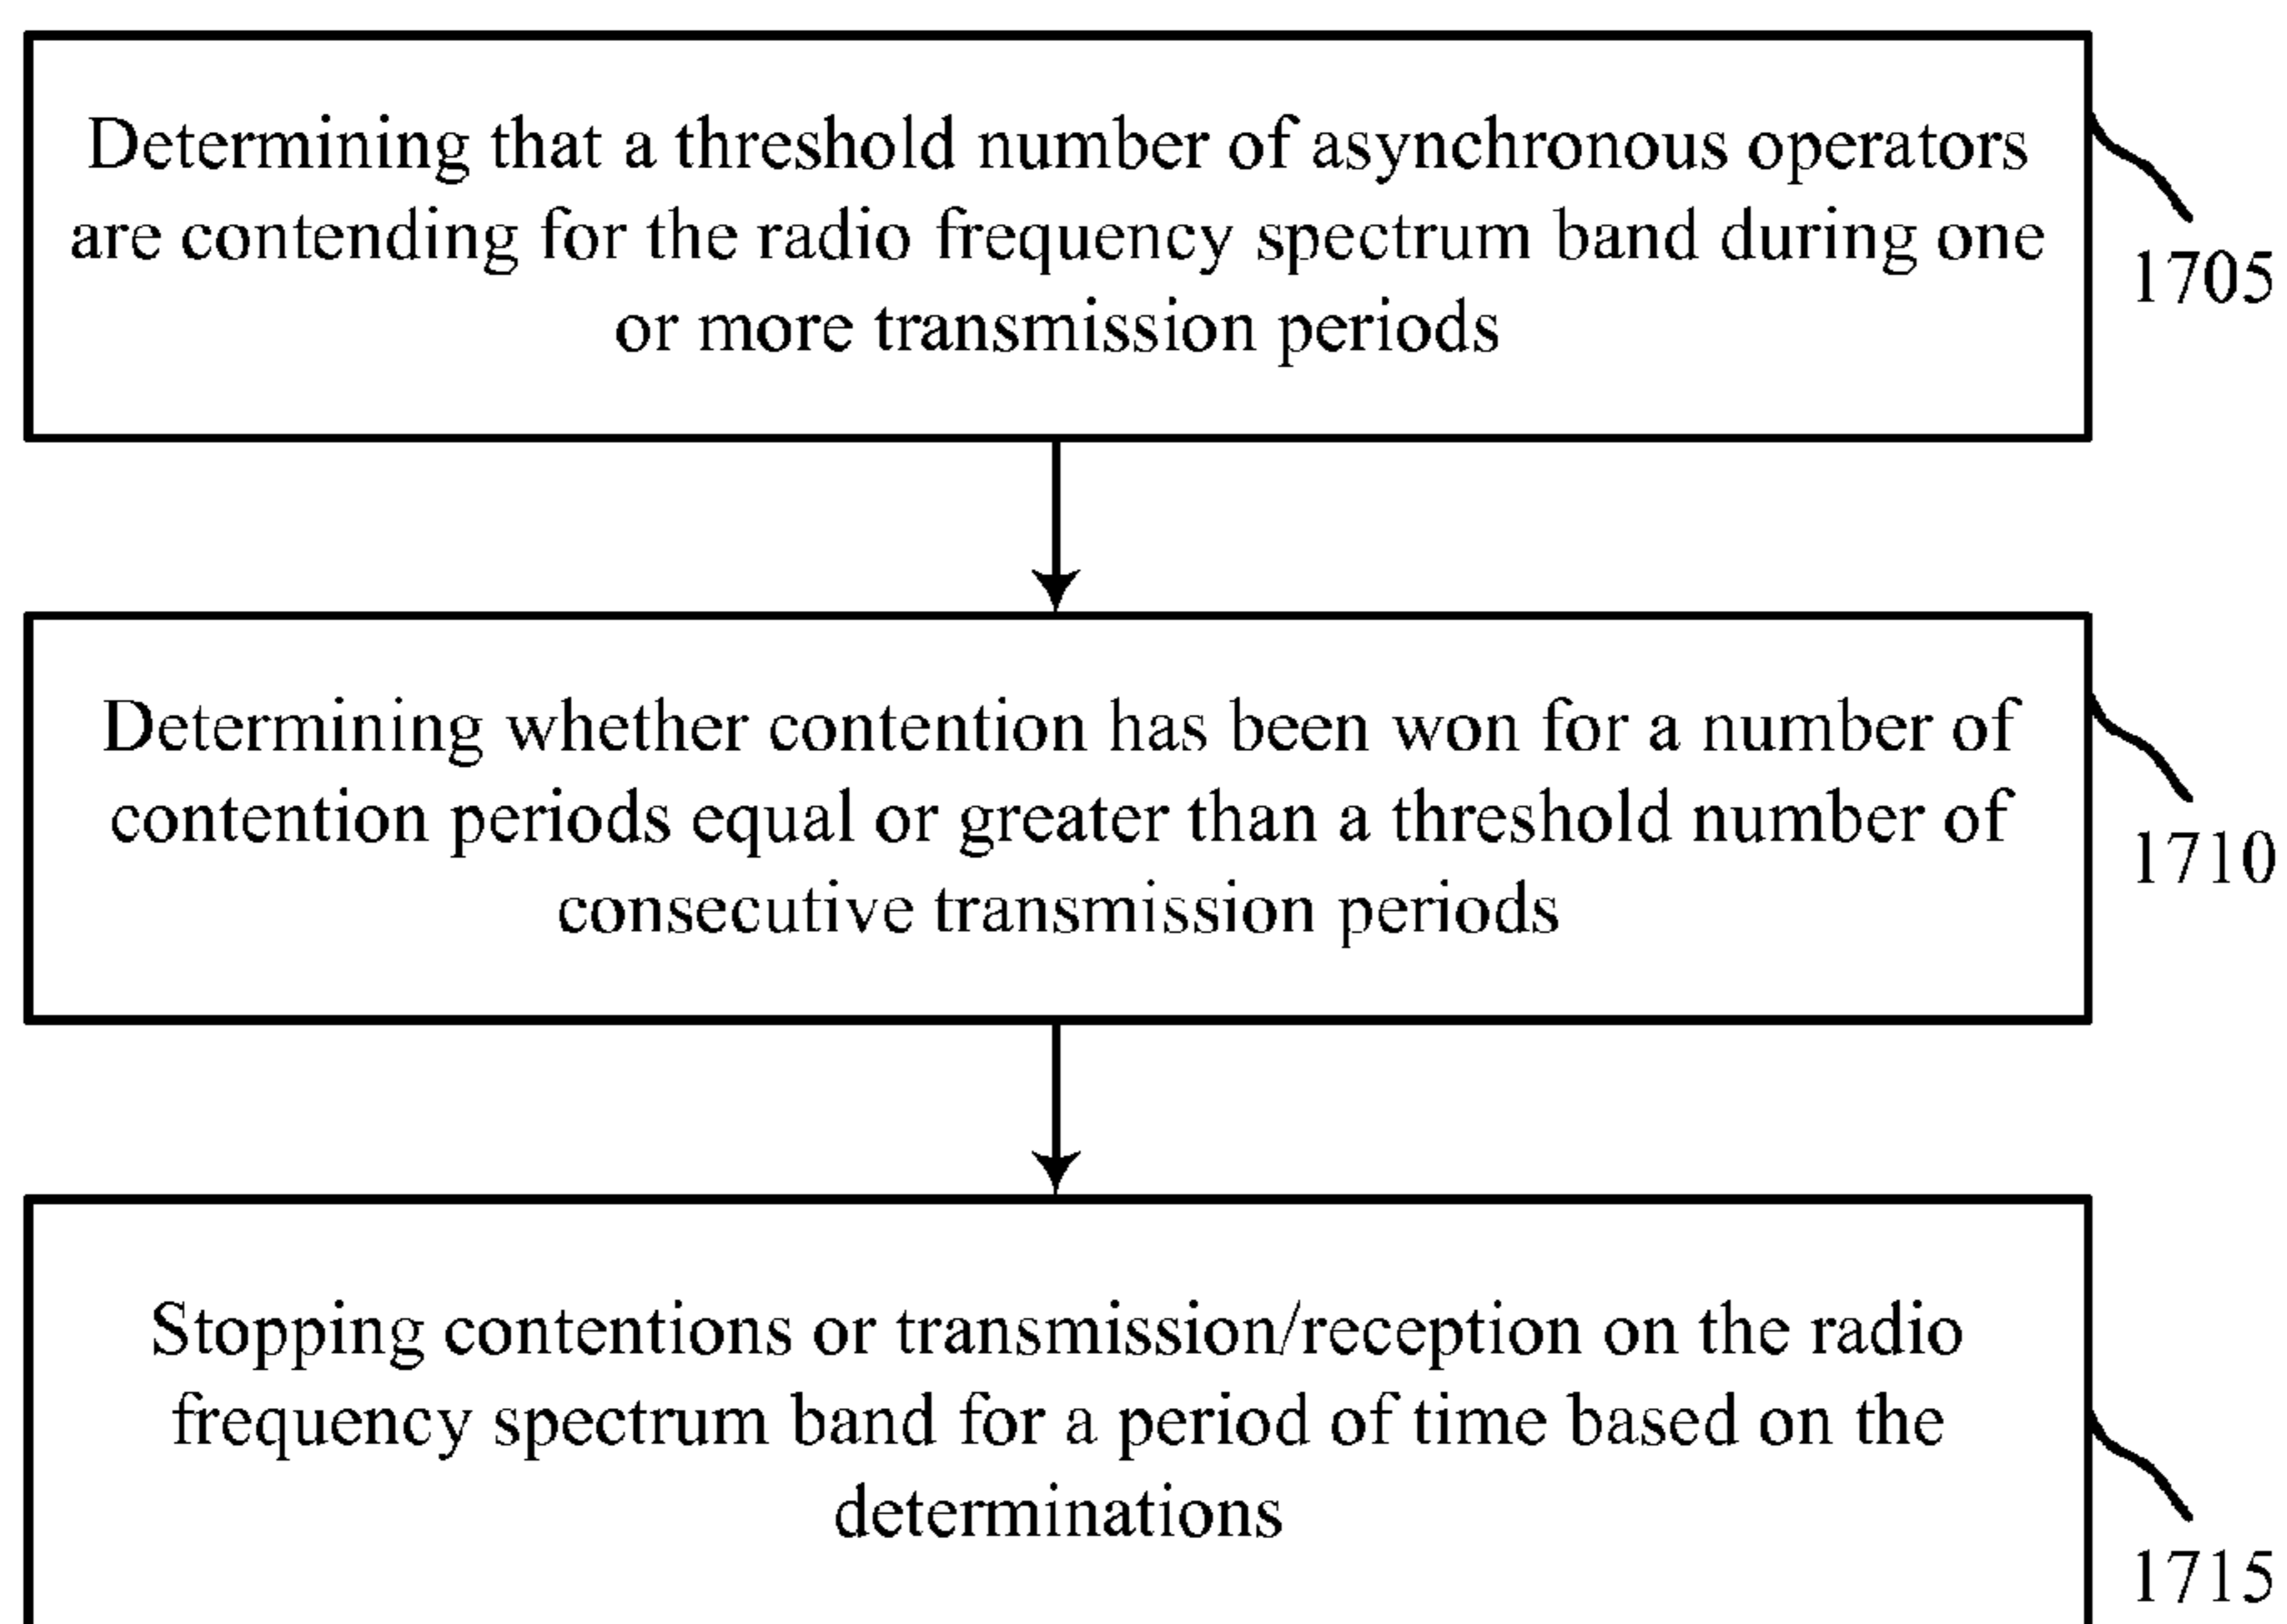 Determining that a threshold number of asynchronous operators
are contending for the radio frequency spectrum band during one
or more transmission periods
1705
Determining whether contention has been won for a number of
contention periods equal or greater than a threshold number of
consecutive transmission periods
1710
Stopping contentions or transmission/reception on the radio
frequency spectrum band for a period of time based on the
determinations
1715